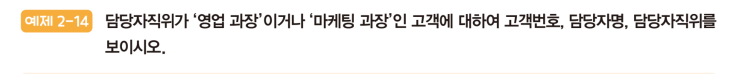 예제 2-14 담당자직위가 ‘영업 과장’이거나 ‘마케팅 과장’인 고객에 대하여 고객번호, 담당자명, 담당자직위를
보이시오.